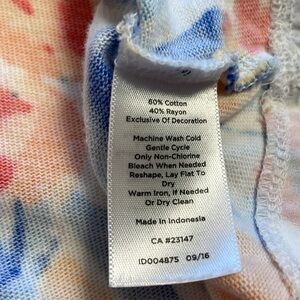 60% Cotton
40% Rayon
Exclusive Of Decoration
Machine Wash Cold
Gentle Cycle
Only Non-Chlorine
Bleach When Needed
Reshape, Lay Flat To
Dry
Warm Iron, If Needed
Or Dry Clean
Made in Indonesia
CA #23147
ID004875 09/16